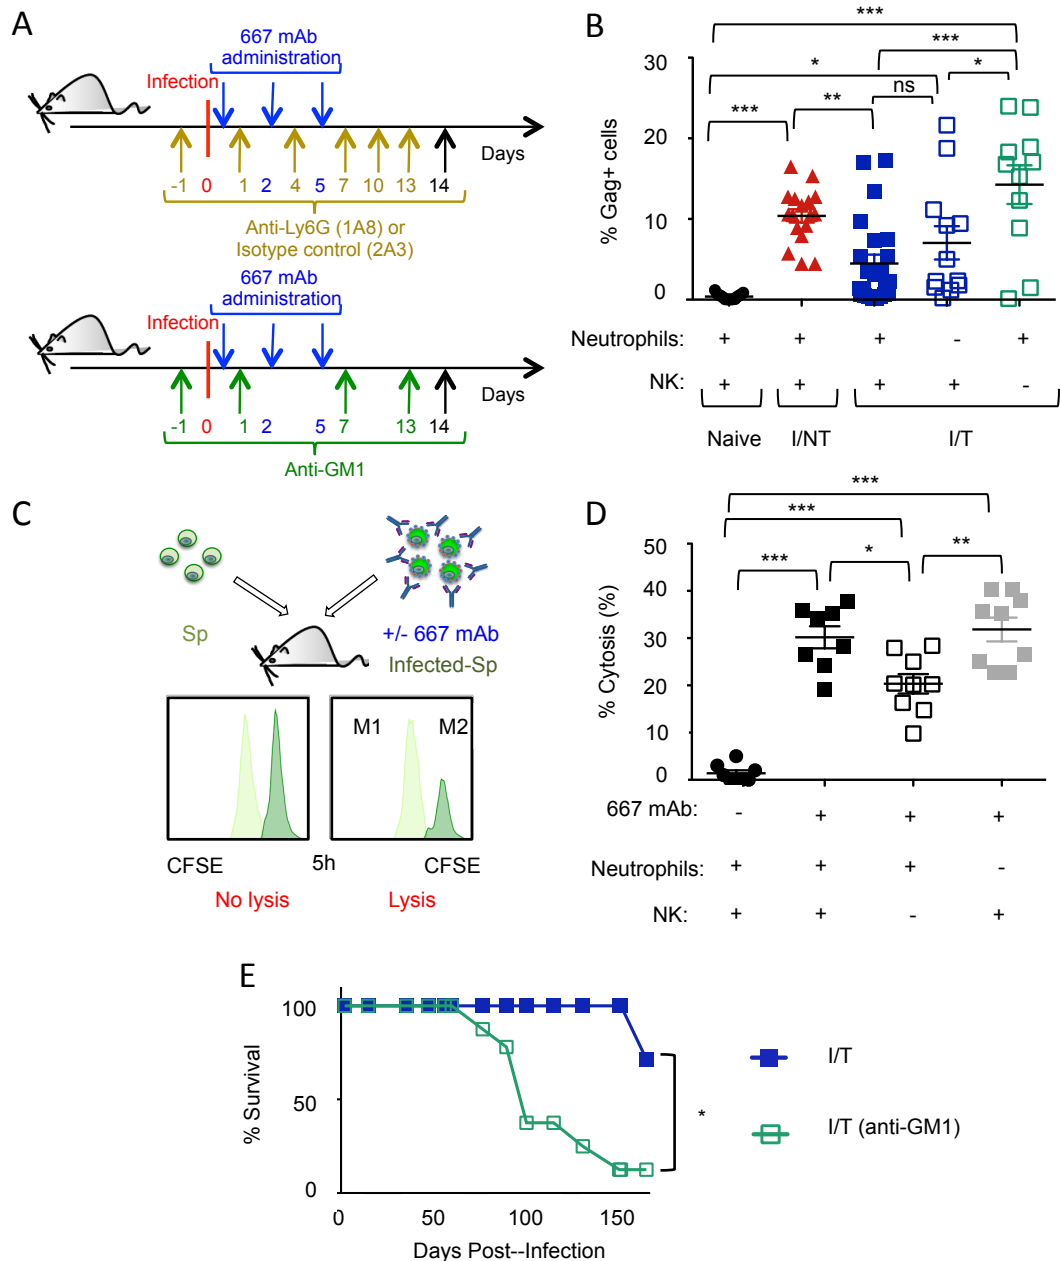 A
667 mAb
administration
Infection
Days
-1 0 1 2 4 5 7 10 13 14
Anti-Ly6G (1A8) or
Isotype control (2A3)
667 mAb
administration
Infection
Days
-1 0 1 2 5 7 13 14
Anti-GM1
B
***
***
*
*
ns
***
**
% Gag+ cells
30
20
10
0
Neutrophils: + + + - +
NK: + + + + -
Naive I/NT I/T
C
Sp
+/- 667 mAb
Infected-Sp
M1 M2
CFSE 5h CFSE
No lysis Lysis
D
***
***
***
*
**
% Cytosis (%)
50
40
30
20
10
0
667 mAb: - + + +
Neutrophils: + + + -
NK: + + - +
E
% Survival
100
50
0
0 50 100 150
Days Post--Infection
*
I/T
I/T (anti-GM1)